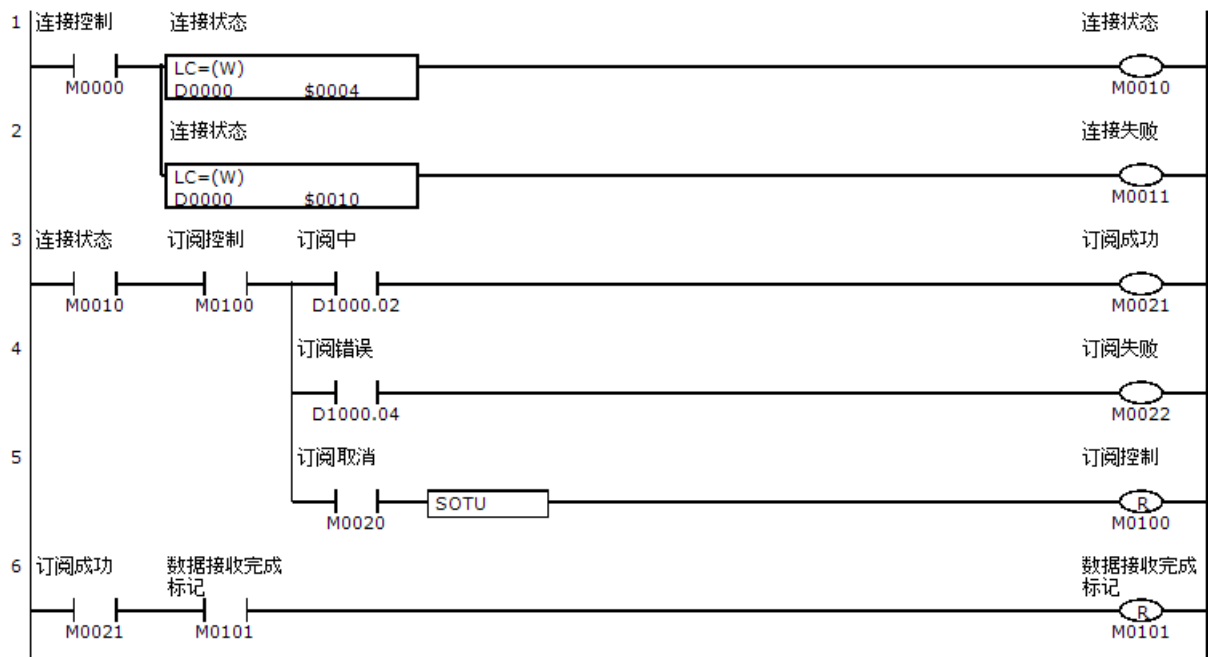 1 连接控制 连接状态 连接状态
LC=(W)
M0000 D0000 $0004 M0010
2 连接状态 连接失败
LC=(W)
D0000 $0010 M0011
3 连接状态 订阅控制 订阅中 订阅成功
M0010 M0100 D1000.02 M0021
4 订阅错误 订阅失败
D1000.04 M0022
5 订阅取消 订阅控制
SOTU R
M0020 M0100
6 订阅成功 数据接收完成 数据接收完成
标记 标记
R
M0021 M0101 M0101